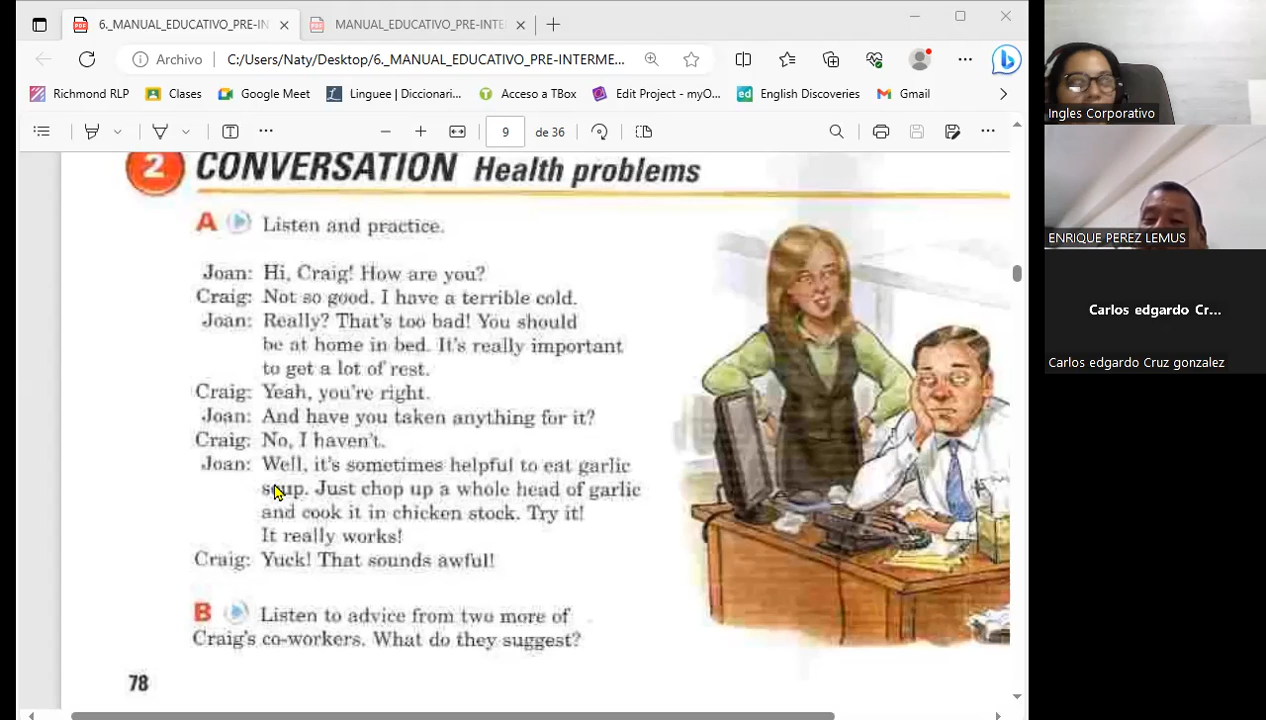 6._MANUAL_EDUCATIVO_PRE-IN
MANUAL_EDUCATIVO_PRE-INTE
Archivo
C:/Users/Naty/Desktop/6._MANUAL_EDUCATIVO_PRE-INTERME...
Richmond RLP
Clases
Google Meet
Linguee | Diccionari...
Acceso a TBox
Edit Project - myO...
English Discoveries
Gmail
9 de 36
2 CONVERSATION Health problems
A Listen and practice.
Joan: Hi, Craig! How are you?
Craig: Not so good. I have a terrible cold.
Joan: Really? That's too bad! You should
be at home in bed. It's really important
to get a lot of rest.
Craig: Yeah, you're right.
Joan: And have you taken anything for it?
Craig: No, I haven't.
Joan: Well, it's sometimes helpful to eat garlic
soup. Just chop up a whole head of garlic
and cook it in chicken stock. Try it!
It really works!
Craig: Yuck! That sounds awful!
B Listen to advice from two more of
Craig's co-workers. What do they suggest?
78
Ingles Corporativo
ENRIQUE PEREZ LEMUS
Carlos edgardo Cr...
Carlos edgardo Cruz gonzalez